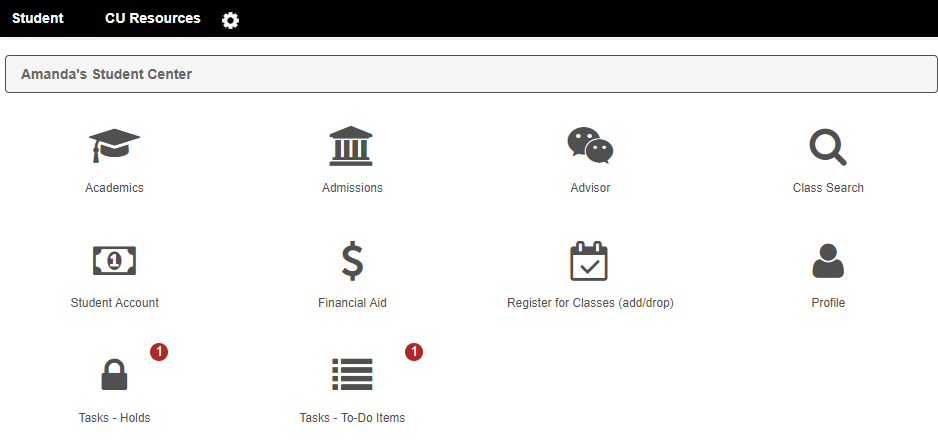 Student CU Resources
Amanda's Student Center
Academics Admissions Advisor Class Search
1
Student Account Financial Aid Register for Classes (add/drop) Profile
1 1
Tasks - Holds Tasks - To-Do Items